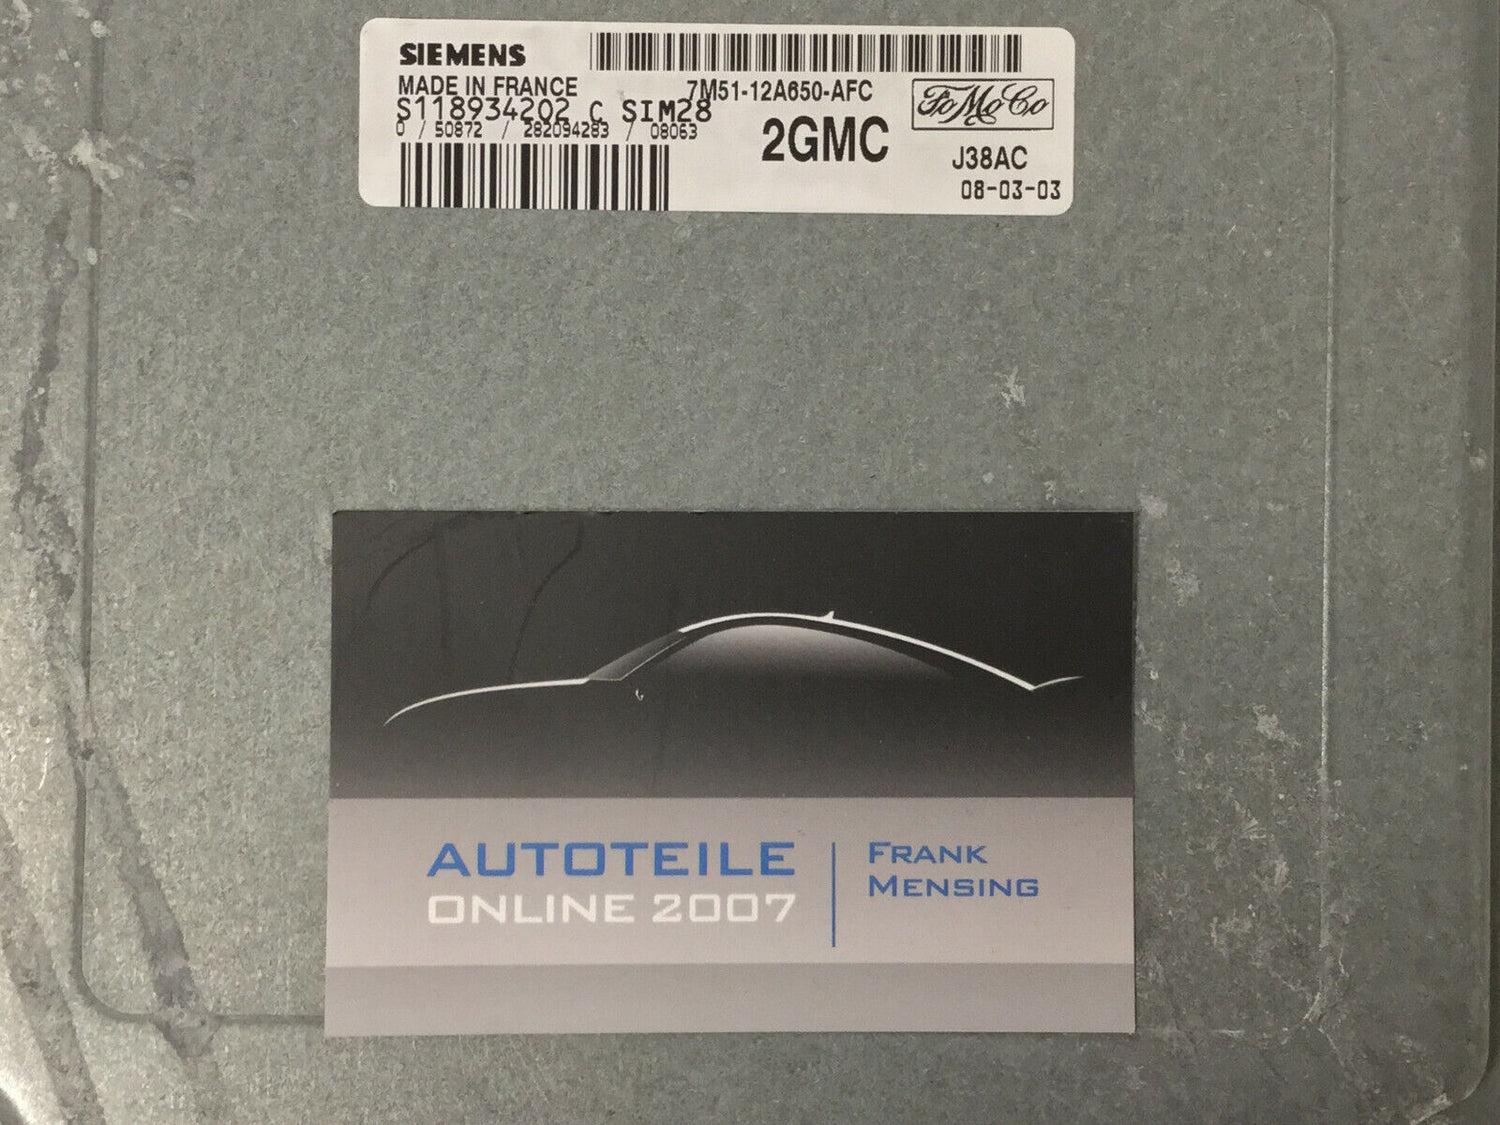 SIEMENS
MADE IN FRANCE
7M51-12A650-AFC
FoMoCo
S118934202 C SIM28
0 / 50872 / 282094283 / 08063
2GMC
J38AC
08-03-03
AUTOTEILE
ONLINE 2007
FRANK
MENSING